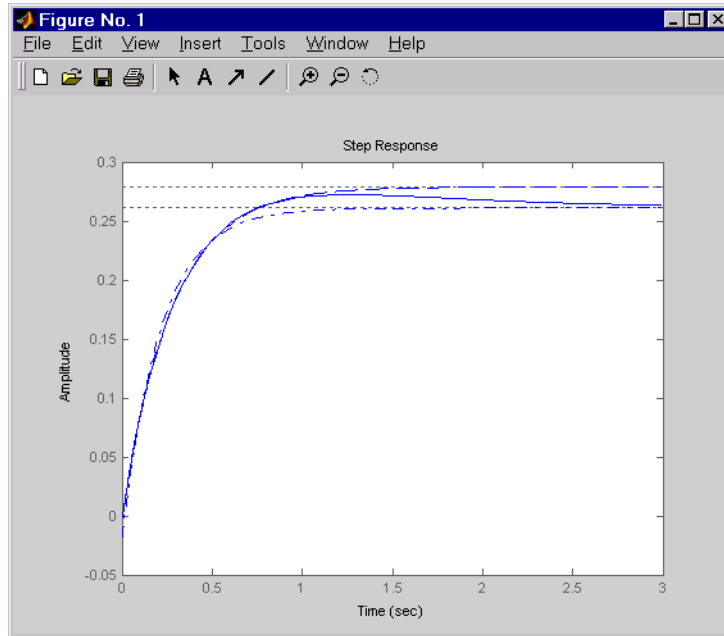 Figure No. 1
File Edit View Insert Tools Window Help
A
Step Response
0.3
0.25
0.2
0.15
0.1
0.05
0
-0.05
Amplitude
0 0.5 1 1.5 2 2.5 3
Time (sec)